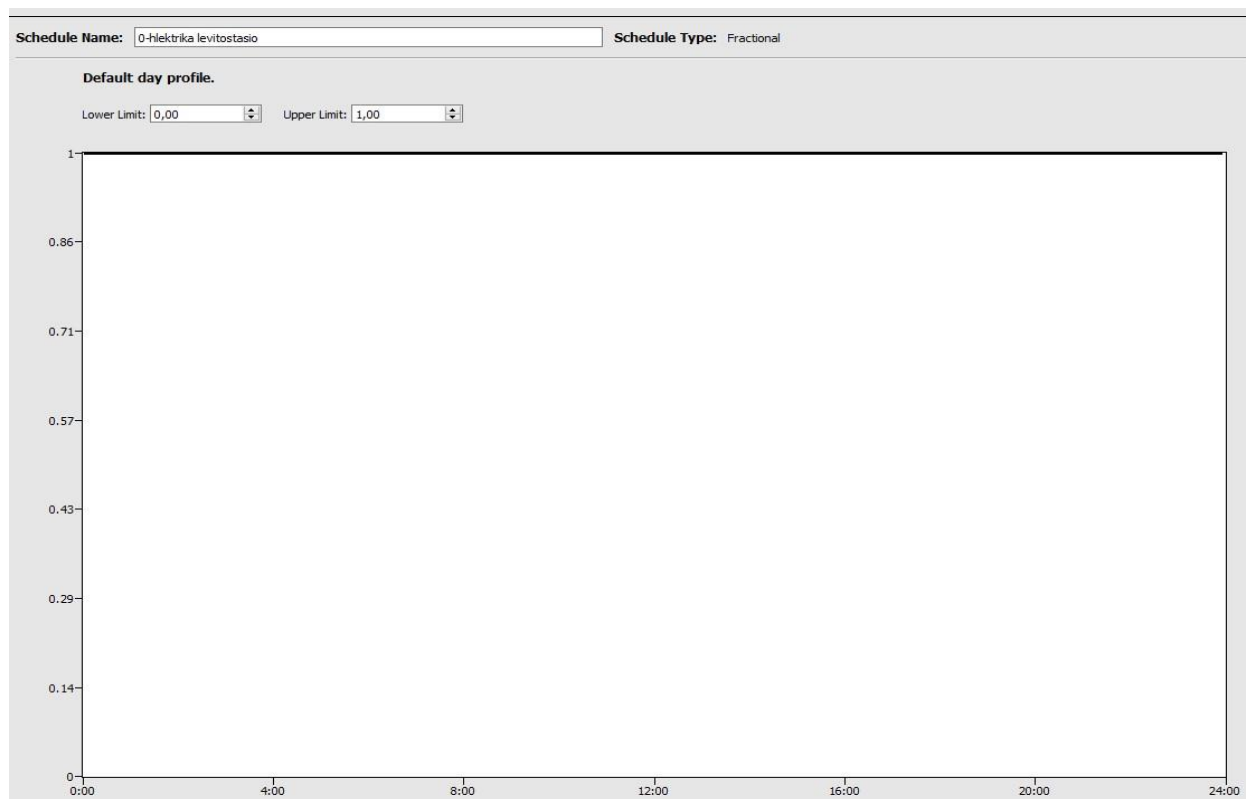 Schedule Name: 0-hlektrika levitostasio Schedule Type: Fractional
Default day profile.
Lower Limit: 0,00 Upper Limit: 1,00
1
0.86
0.71
0.57
0.43
0.29
0.14
0
0:00 4:00 8:00 12:00 16:00 20:00 24:00